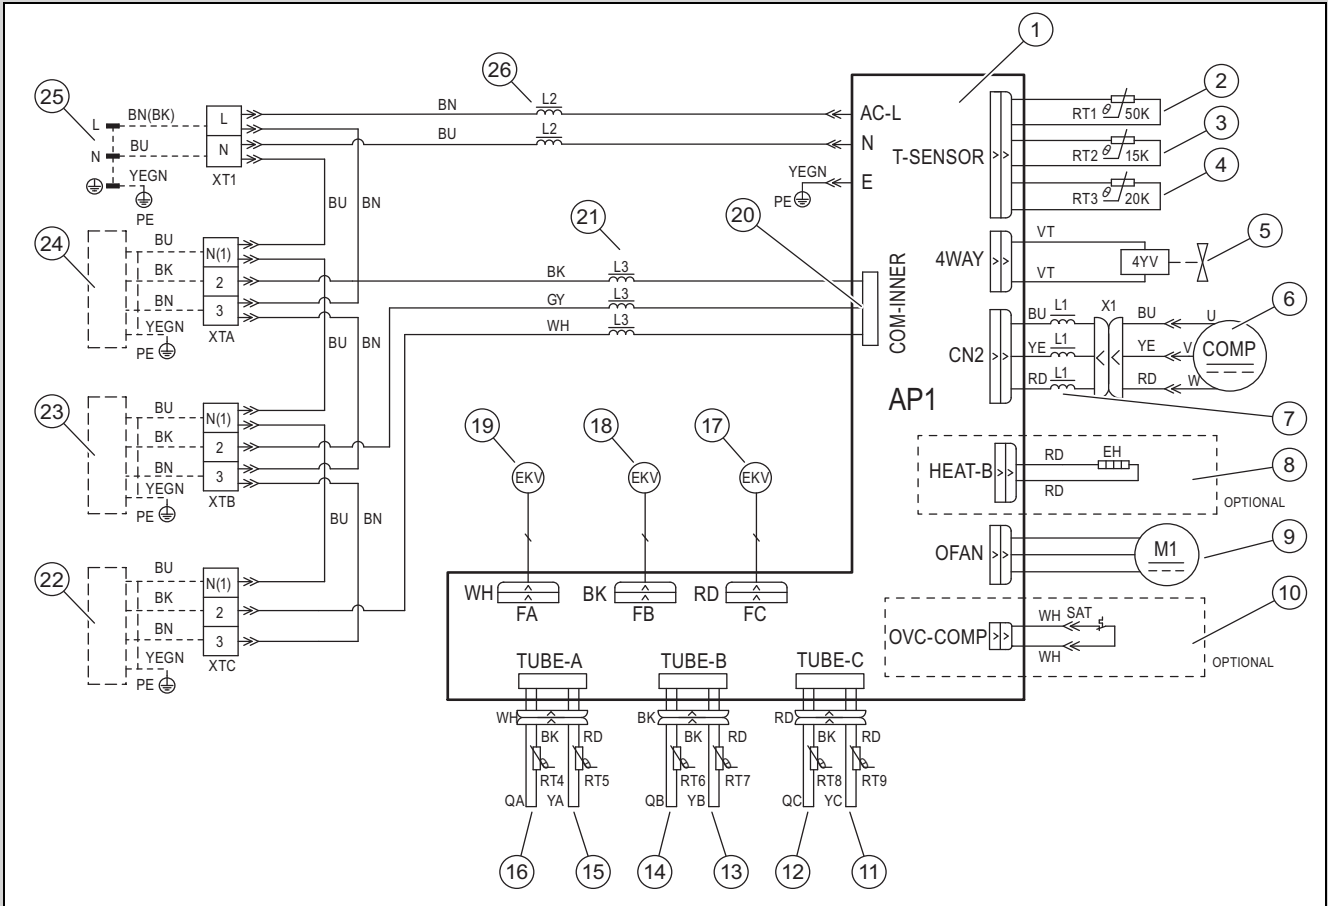 1
26
25
2
L2
BN
BN(BK)
L
L
AC-L
RT1 θ 50K
3
BU
L2
N
BU
N
RT2 θ 15K
T-SENSOR
4
YEGN
XT1
YEGN
E
RT3 θ 20K
PE
PE
BU
BN
21
20
5
24
BU
N(1)
VT
4WAY
4YV
BK
2
BK
L3
VT
BN
3
GY
L3
6
YEGN
XTA
WH
L3
COM-INNER
BU
L1
X1
BU
U
PE
BU
BN
CN2
YE
L1
YE
V
COMP
RD
L1
RD
W
AP1
7
23
BU
N(1)
19
18
17
BK
2
HEAT-B
RD
EH
8
BN
3
EKV
EKV
EKV
YEGN
XTB
RD
OPTIONAL
PE
BU
BN
OFAN
M1
9
22
BU
N(1)
WH
FA
BK
FB
RD
FC
10
BK
2
WH
SAT
BN
3
OVC-COMP
YEGN
XTC
WH
OPTIONAL
PE
TUBE-A
TUBE-B
TUBE-C
WH
BK
RD
BK
RD
BK
RD
BK
RD
RT4
RT5
RT6
RT7
RT8
RT9
QA
YA
QB
YB
QC
YC
16
15
14
13
12
11